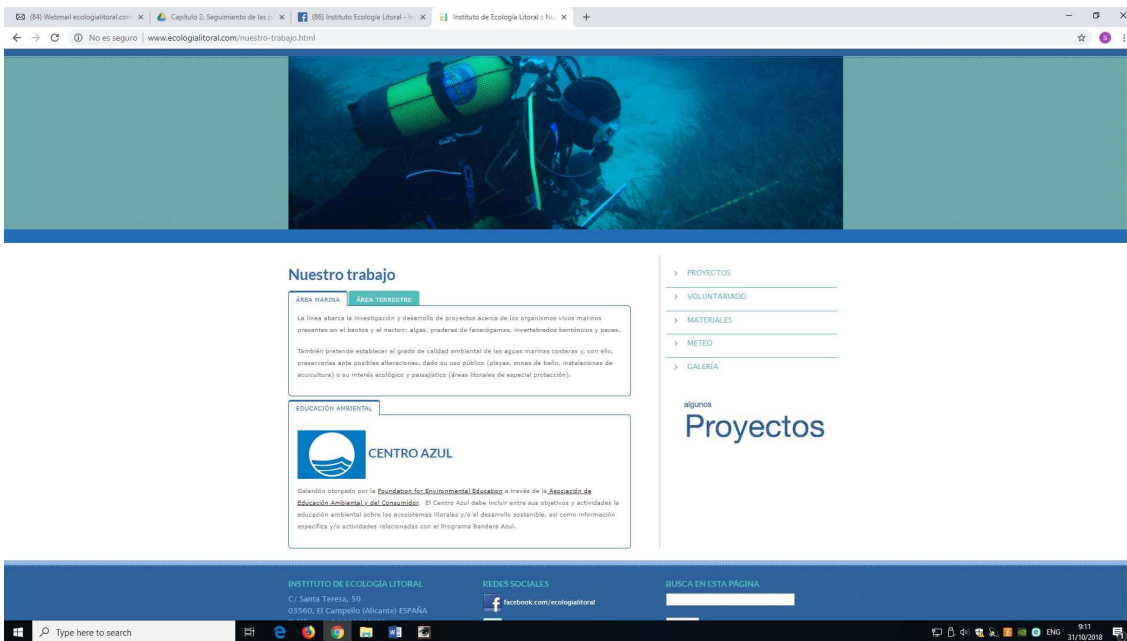 (84) Webmail ecologialitoral.com
Capítulo 2. Seguimiento de las p
(86) Instituto Ecología Litoral - In
Instituto de Ecología Litoral :: Nu
No es seguro | www.ecologialitoral.com/nuestro-trabajo.html
S
Nuestro trabajo
ÁREA MARINA
ÁREA TERRESTRE
La línea abarca la investigación y desarrollo de proyectos acerca de los organismos vivos marinos
presentes en el bentos y el necton: algas, praderas de fanerógamas, invertebrados bentónicos y peces.
También pretende establecer el grado de calidad ambiental de las aguas marinas costeras y, con ello,
preservarlas ante posibles alteraciones, dado su uso público (playas, zonas de baño, instalaciones de
acuicultura) o su interés ecológico y paisajístico (áreas litorales de especial protección).
EDUCACIÓN AMBIENTAL
CENTRO AZUL
Galardón otorgado por la Foundation for Environmental Education a través de la Asociación de
Educación Ambiental y del Consumidor. El Centro Azul debe incluir entre sus objetivos y actividades la
educación ambiental sobre los ecosistemas litorales y/o el desarrollo sostenible, así como información
específica y/o actividades relacionadas con el Programa Bandera Azul.
PROYECTOS
VOLUNTARIADO
MATERIALES
METEO
GALERÍA
algunos
Proyectos
INSTITUTO DE ECOLOGÍA LITORAL
C/ Santa Teresa, 50
03560, El Campello (Alicante) ESPAÑA
REDES SOCIALES
facebook.com/ecologialitoral
BUSCA EN ESTA PÁGINA
Type here to search
ENG
9:11
31/10/2018